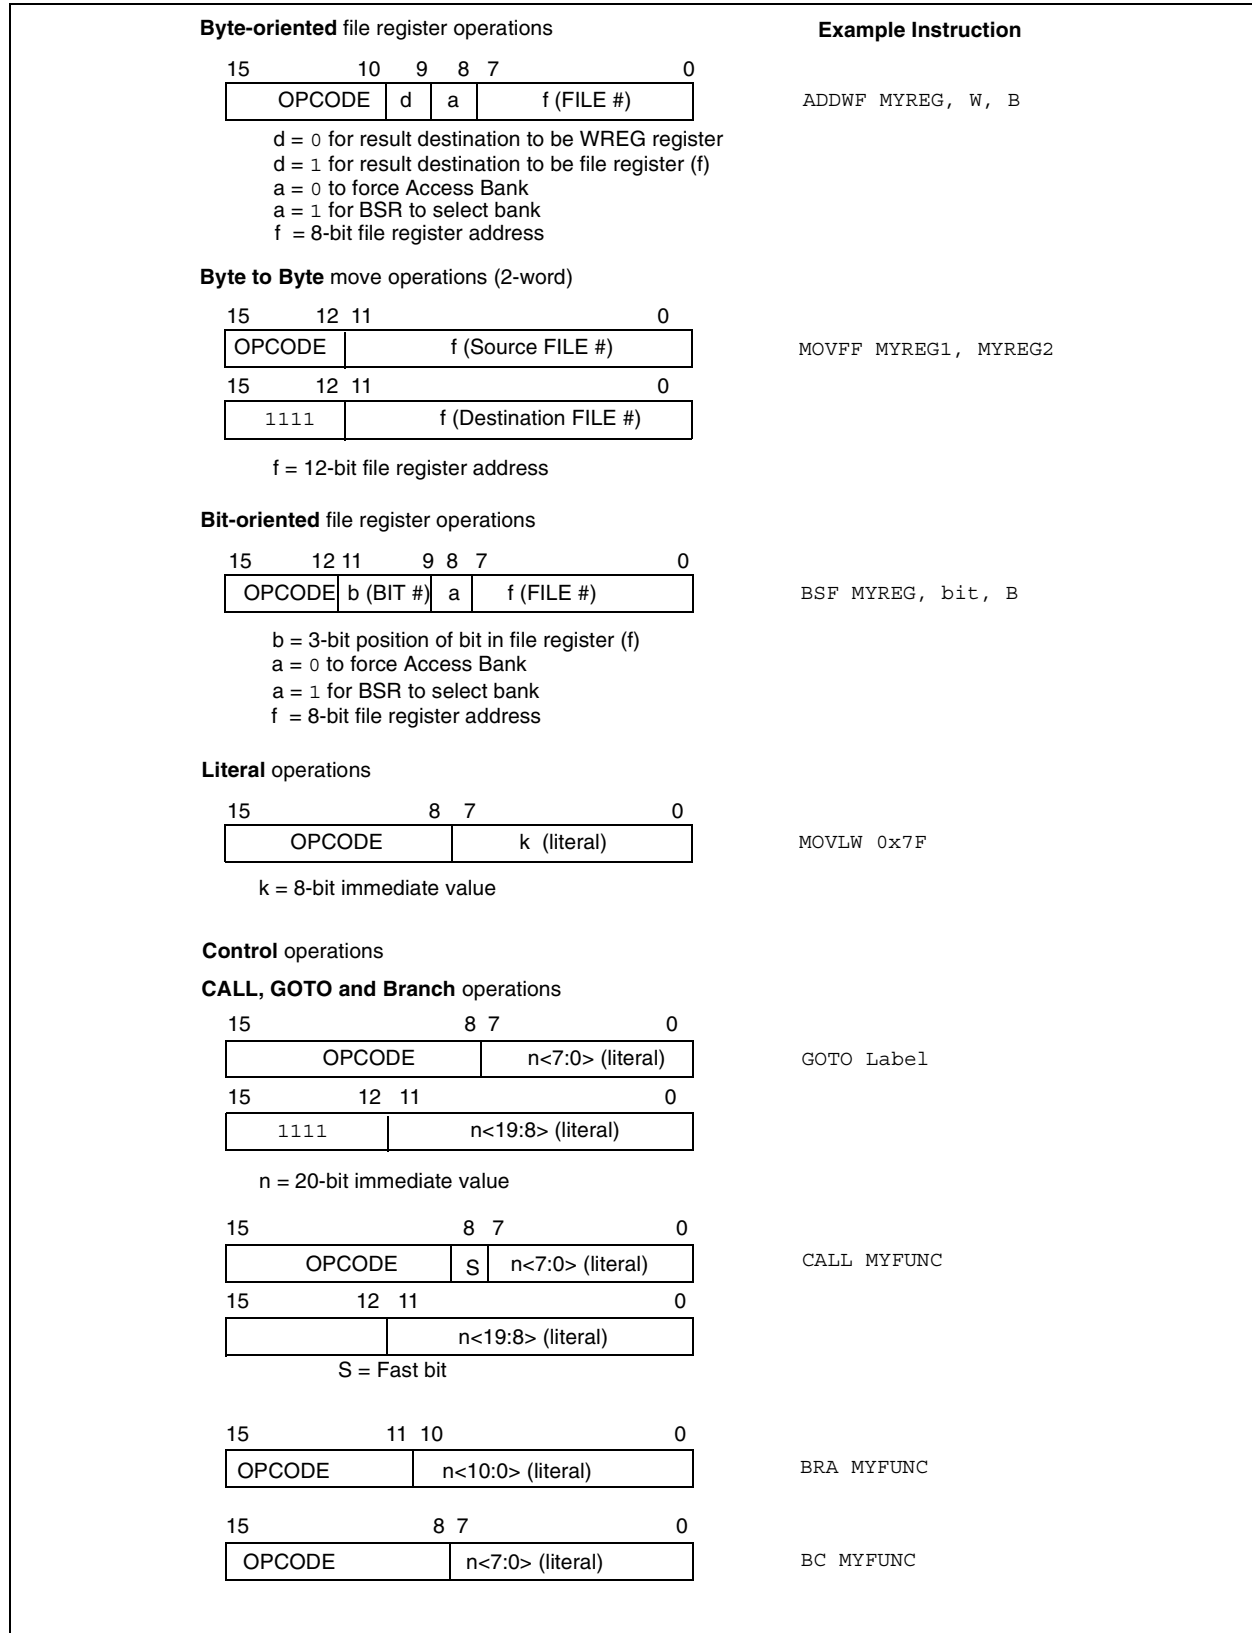 Byte-oriented file register operations    Example Instruction
15 10 9 8 7 0
OPCODE d a f (FILE #)    ADDWF MYREG, W, B
d = 0 for result destination to be WREG register
d = 1 for result destination to be file register (f)
a = 0 to force Access Bank
a = 1 for BSR to select bank
f = 8-bit file register address
Byte to Byte move operations (2-word)
15 12 11 0
OPCODE f (Source FILE #)    MOVFF MYREG1, MYREG2
15 12 11 0
1111 f (Destination FILE #)
f = 12-bit file register address
Bit-oriented file register operations
15 12 11 9 8 7 0
OPCODE b (BIT #) a f (FILE #)    BSF MYREG, bit, B
b = 3-bit position of bit in file register (f)
a = 0 to force Access Bank
a = 1 for BSR to select bank
f = 8-bit file register address
Literal operations
15 8 7 0
OPCODE k (literal)    MOVLW 0x7F
k = 8-bit immediate value
Control operations
CALL, GOTO and Branch operations
15 8 7 0
OPCODE n<7:0> (literal)    GOTO Label
15 12 11 0
1111 n<19:8> (literal)
n = 20-bit immediate value
15 8 7 0
OPCODE S n<7:0> (literal)    CALL MYFUNC
15 12 11 0
n<19:8> (literal)
S = Fast bit
15 11 10 0
OPCODE n<10:0> (literal)    BRA MYFUNC
15 8 7 0
OPCODE n<7:0> (literal)    BC MYFUNC